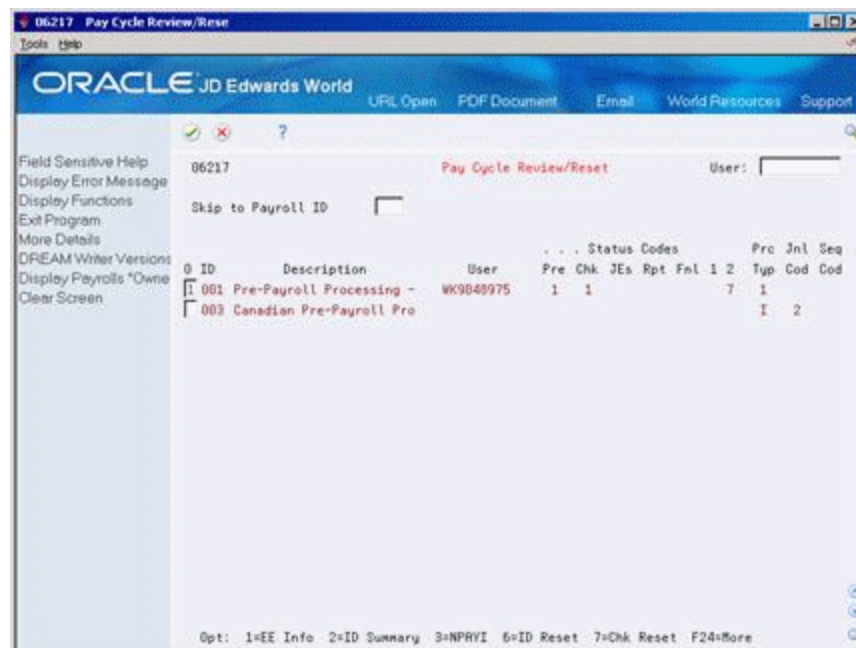 06217 Pay Cycle Review/Rese
Tools Help
ORACLE JD Edwards World
URL Open PDF Document Email World Resources Support
?
Field Sensitive Help
Display Error Message
Display Functions
Exit Program
More Details
DREAM Writer Versions
Display Payrolls *Owne
Clear Screen
06217 Pay Cycle Review/Reset User:
Skip to Payroll ID
. . . Status Codes Prc Jnl Seq
O ID Description User Pre Chk JEs Rpt Fnl 1 2 Typ Cod Cod
1 001 Pre-Payroll Processing - WK9848975 1 1 7 1
003 Canadian Pre-Payroll Pro I 2
Opt: 1=EE Info 2=ID Summary 3=NPAYI 6=ID Reset 7=Chk Reset F24=More